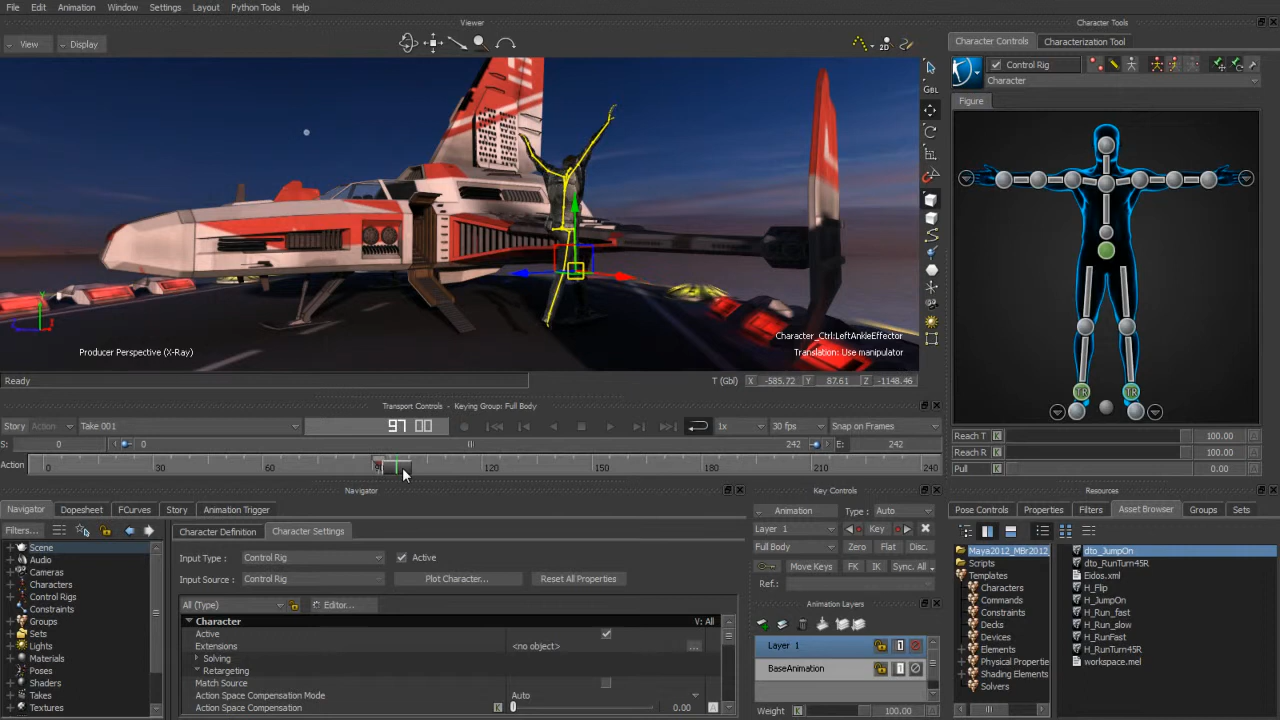 File Edit Animation Window Settings Layout Python Tools Help
Viewer
Character Tools
View Display
2D
Character Controls Characterization Tool
Control Rig
Character
GBL
Figure
Character_Ctrl:LeftAnkleEffector
Producer Perspective (X-Ray)
Translation: Use manipulator
Ready
T (Gbl) X -585.72 Y 87.61 Z -1148.46
TR TR
Transport Controls - Keying Group: Full Body
Story Action Take 001 97 00 1x 30 fps Snap on Frames
Reach T K 100.00 A
S: 0 0 242 E: 242
Reach R K 100.00 A
Action 0 30 60 120 150 180 210 240
Pull K 0.00 A
Navigator
Key Controls
Resources
Navigator Dopesheet FCurves Story Animation Trigger
Animation Type : Auto
Pose Controls Properties Filters Asset Browser Groups Sets
Filters...
Character Definition Character Settings
Layer 1 Key
Scene
Audio
Cameras
Characters
Control Rigs
Constraints
Groups
Sets
Lights
Materials
Poses
Shaders
Takes
Textures
Input Type : Control Rig Active
Input Source : Control Rig Plot Character... Reset All Properties
All (Type) Editor...
Character V: All
Active
Extensions <no object> ...
Solving
Retargeting
Match Source
Action Space Compensation Mode Auto
Action Space Compensation K 0.00 A
Full Body Zero Flat Disc.
Move Keys FK IK Sync. All
Ref.:
Animation Layers
Layer 1 1
BaseAnimation 1
Weight K 100.00 A
Maya2012_MBr2012_
Scripts
Templates
Characters
Commands
Constraints
Decks
Devices
Elements
Physical Propertie
Shading Elements
Solvers
dto_JumpOn
dto_RunTurn45R
Eidos.xml
H_Flip
H_JumpOn
H_Run_fast
H_Run_slow
H_RunFast
H_RunTurn45R
workspace.mel